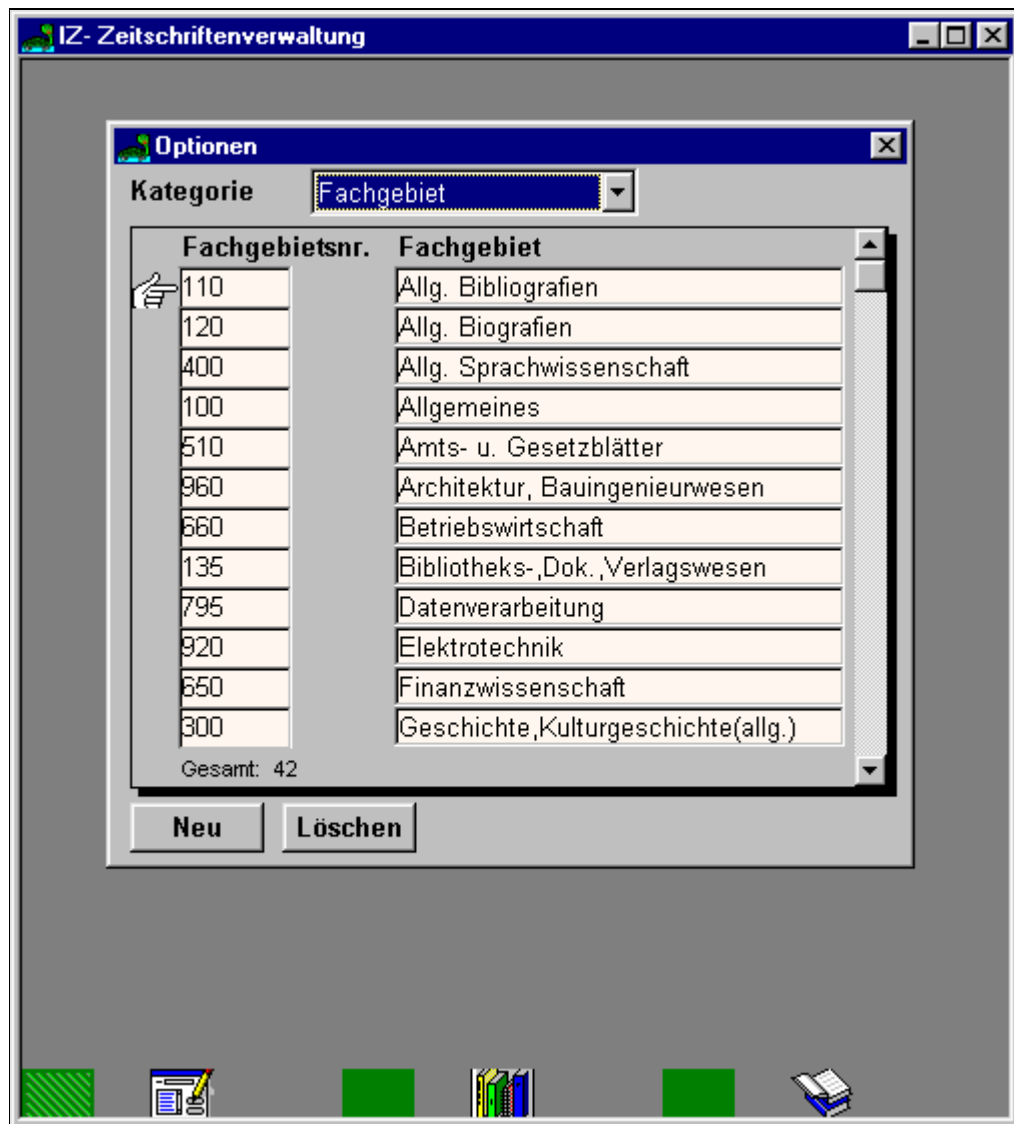 IZ- Zeitschriftenverwaltung
Optionen
Kategorie Fachgebiet
Fachgebietsnr. Fachgebiet
110 Allg. Bibliografien
120 Allg. Biografien
400 Allg. Sprachwissenschaft
100 Allgemeines
510 Amts- u. Gesetzblätter
960 Architektur, Bauingenieurwesen
660 Betriebswirtschaft
135 Bibliotheks-,Dok.,Verlagswesen
795 Datenverarbeitung
920 Elektrotechnik
650 Finanzwissenschaft
300 Geschichte,Kulturgeschichte(allg.)
Gesamt: 42
Neu Löschen